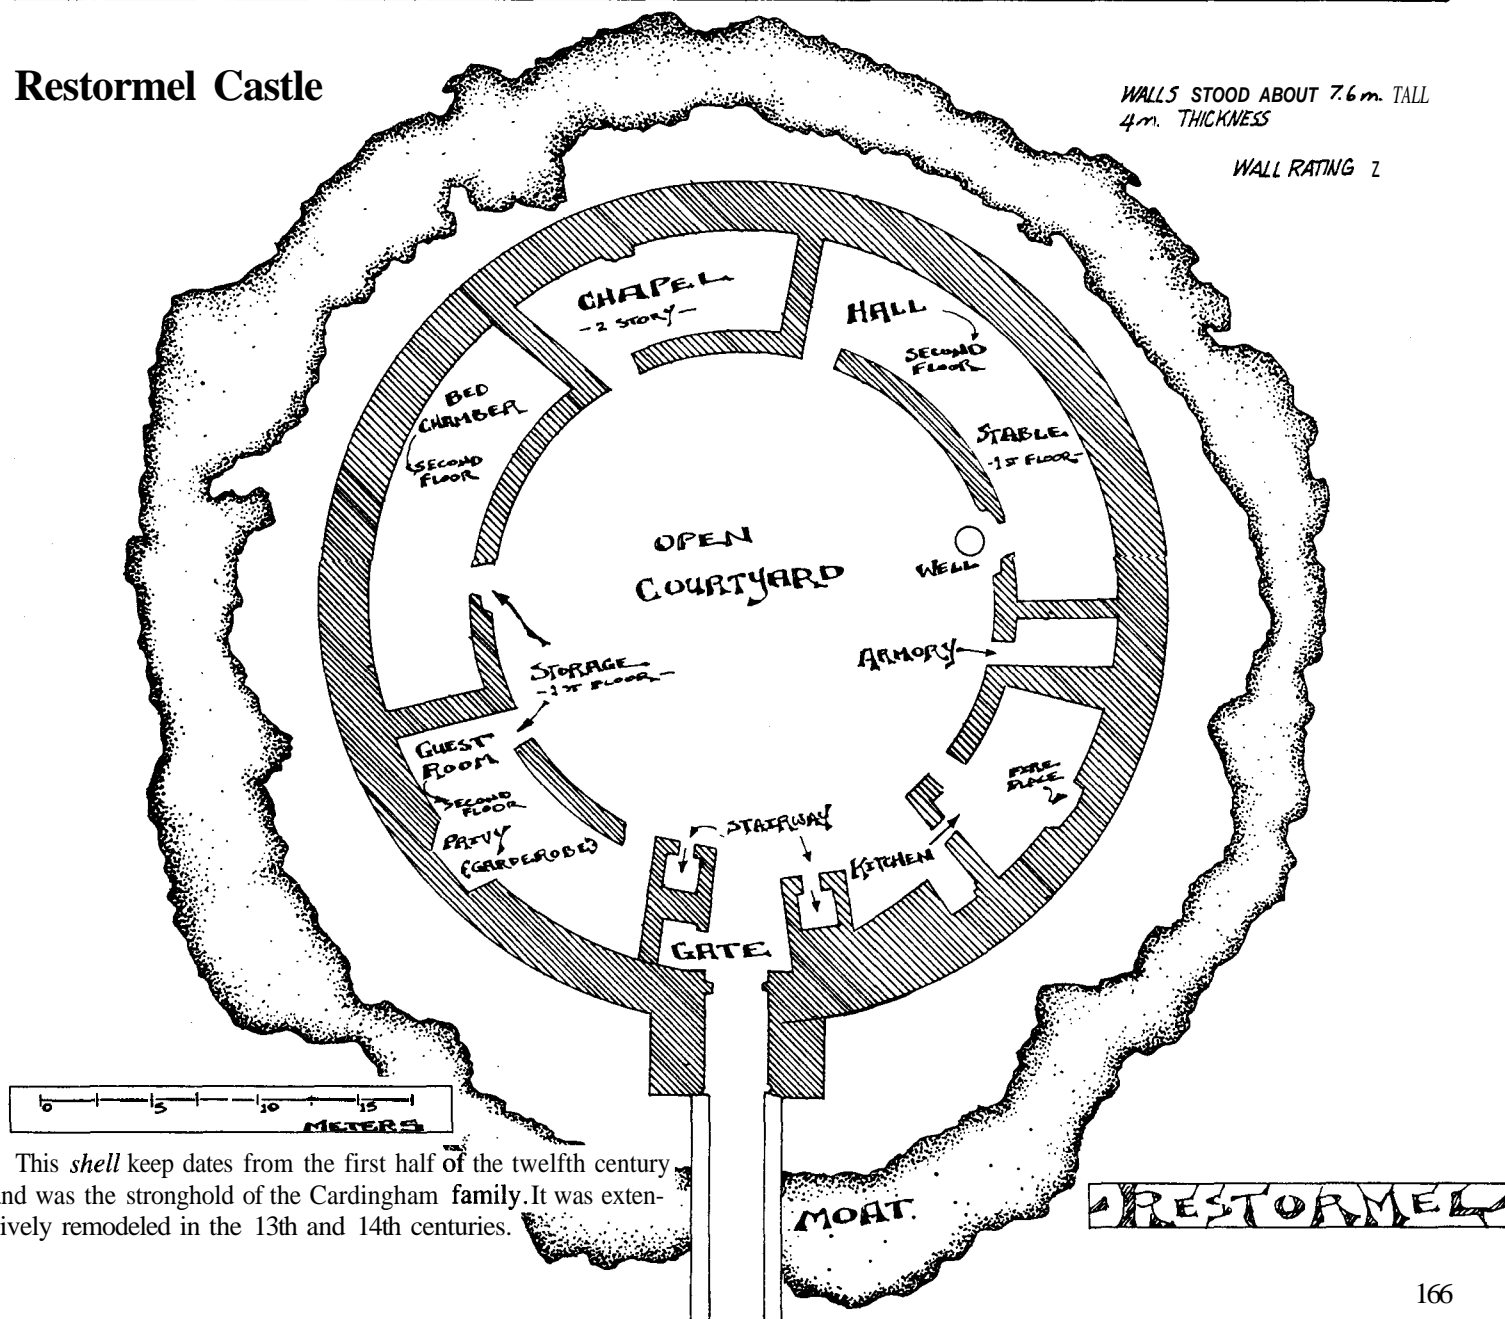 Restormel Castle
WALLS STOOD ABOUT 7.6 m. TALL
4 m. THICKNESS
WALL RATING 2
CHAPEL
- 2 STORY -
HALL
SECOND
FLOOR
BED
CHAMBER
SECOND
FLOOR
STABLE
- 1ST FLOOR -
OPEN
COURTYARD
WELL
ARMORY
STORAGE
- 1ST FLOOR -
GUEST
ROOM
SECOND
FLOOR
PRIVY
(GARDEROBE)
FIRE
PLACE
STAIRWAY
KITCHEN
GATE
0 5 10 15
METERS
This shell keep dates from the first half of the twelfth century
nd was the stronghold of the Cardingham family. It was exten-
ively remodeled in the 13th and 14th centuries.
MOAT.
RESTORMEL
166